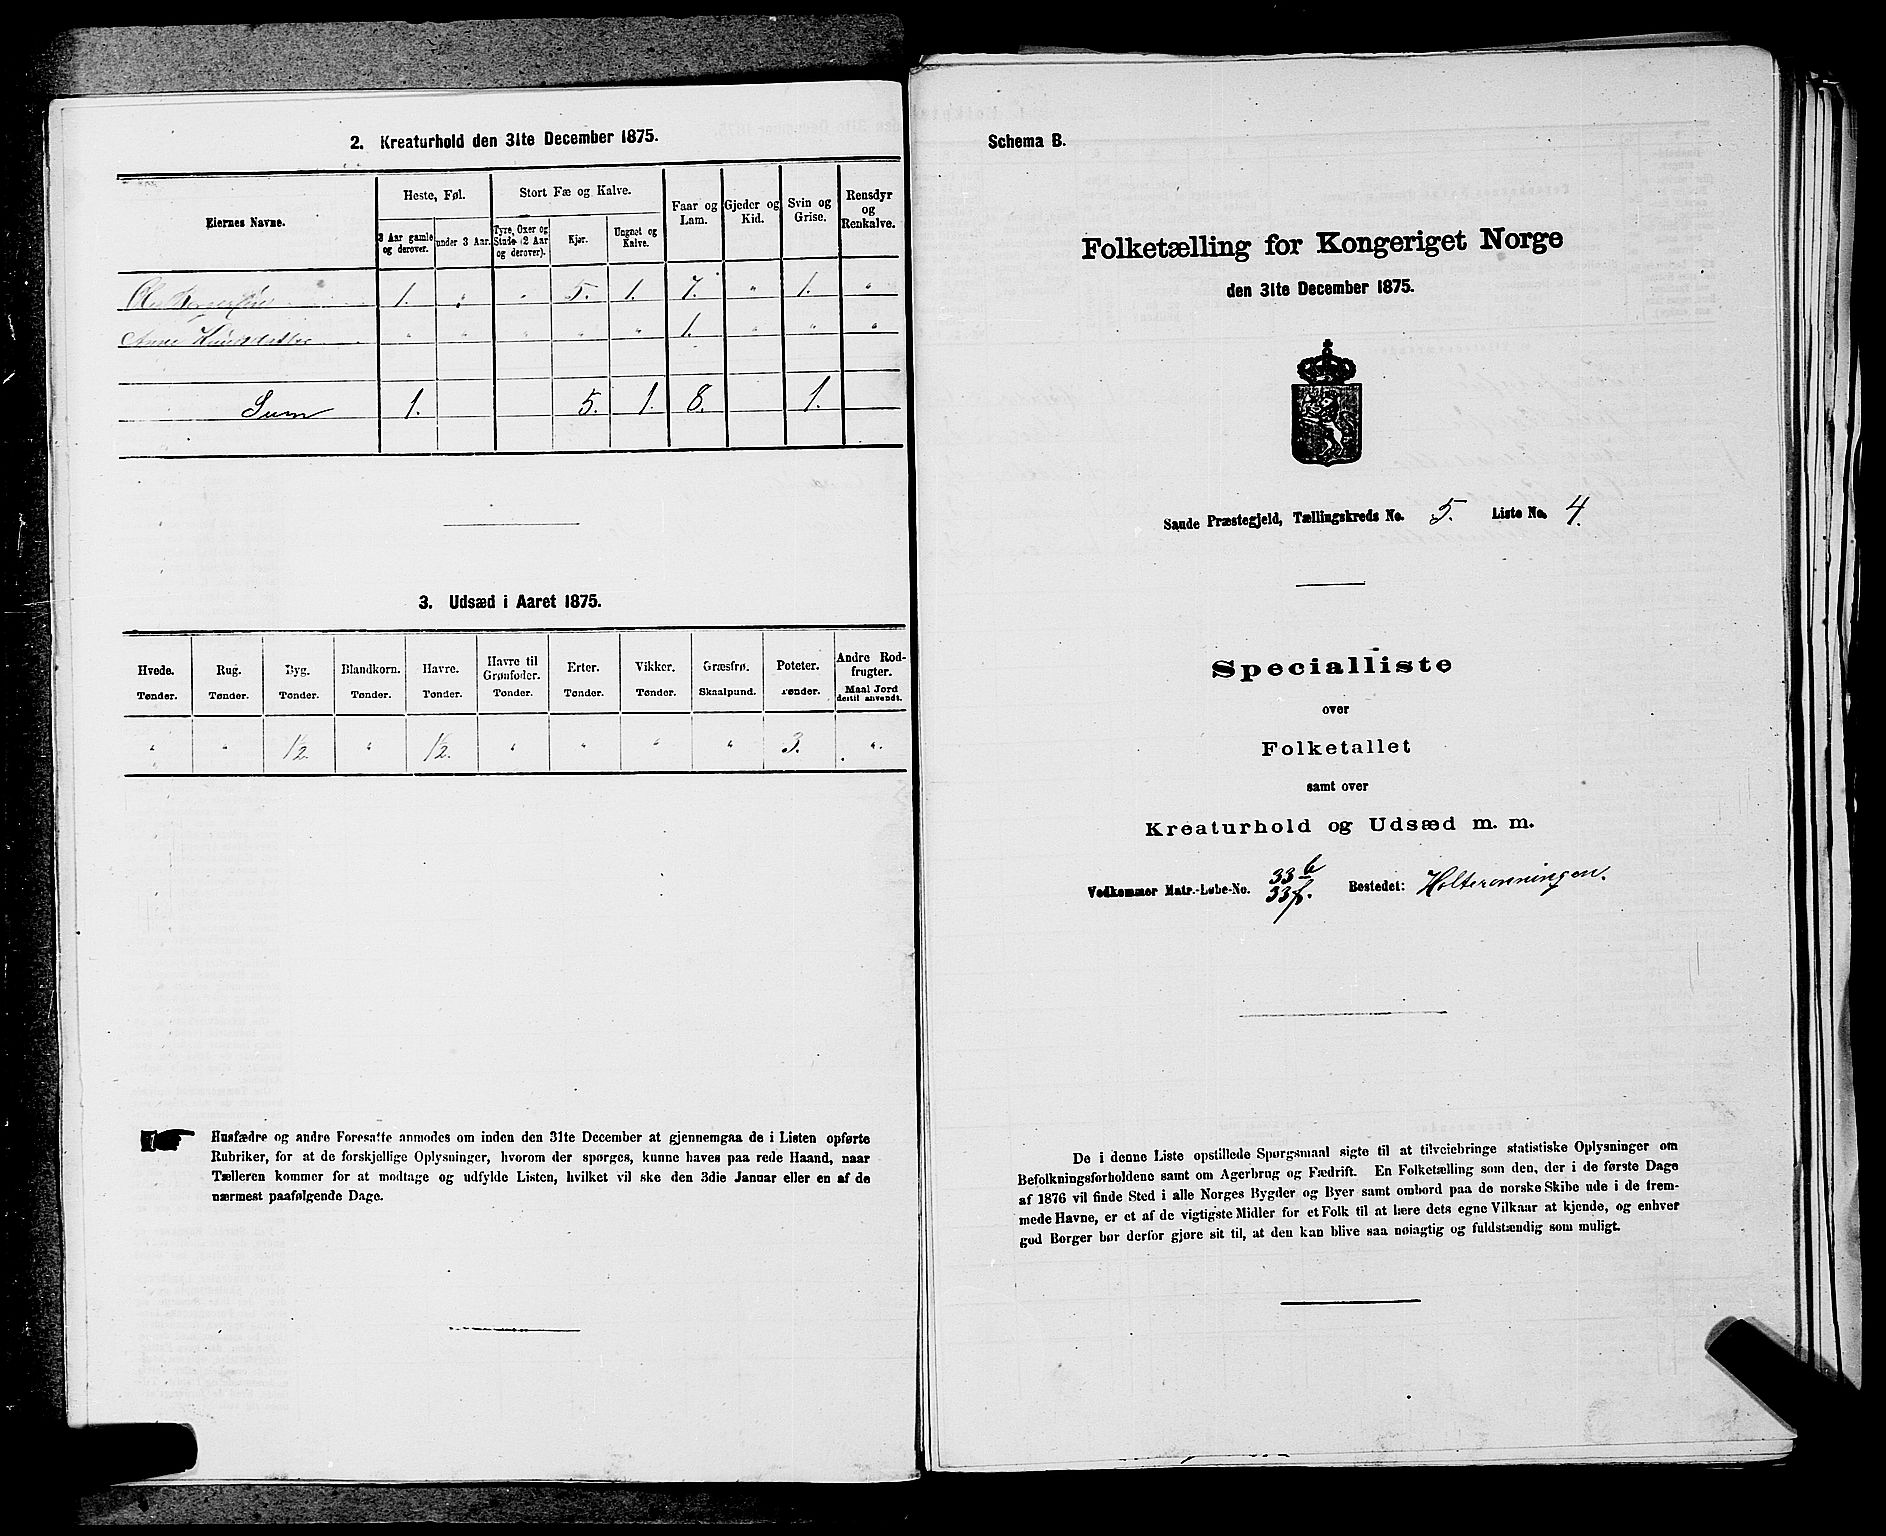 2. Kreaturhold den 31te December 1875.
Eiernes Navne.
Heste, Føl.
3 Aar gamle og derover.
under 3 Aar.
Stort Fæ og Kalve.
Tyre, Oxer og Stude (2 Aar og derover).
Kjør.
Ungnet og Kalve.
Faar og Lam.
Gjeder og Kid.
Svin og Grise.
Rensdyr og Renkalve.
1. " " 5. 1. 7. " 1. "
Anne " " " " " 1. " " "
Sum 1. 5. 1. 8. 1.
3. Udsæd i Aaret 1875.
Hvede. Rug. Byg. Blandkorn. Havre. Havre til Grønfoder. Erter. Vikker. Græsfrø. Poteter. Andre Rodfrugter.
Tønder. Tønder. Tønder. Tønder. Tønder. Tønder. Tønder. Tønder. Skaalpund. Tønder. Maal Jord dertil anvendt.
" " 1/2. " 1/2. " " " " 3. ".
Husfædre og andre Foresatte anmodes om inden den 31te December at gjennemgaa de i Listen opførte
Rubriker, for at de forskjellige Oplysninger, hvorom der spørges, kunne haves paa rede Haand, naar
Tælleren kommer for at modtage og udfylde Listen, hvilket vil ske den 3die Januar eller en af de
nærmest paafølgende Dage.
Schema B.
Folketælling for Kongeriget Norge
den 31te December 1875.
Sande Præstegjeld, Tællingskreds No. 5. Liste No. 4.
Specialliste
over
Folketallet
samt over
Kreaturhold og Udsæd m. m.
Vedkommer Matr.-Løbe-No. 33b 33f. Bostedet: Holterønningen.
De i denne Liste opstillede Spørgsmaal sigte til at tilveiebringe statistiske Oplysninger om
Befolkningsforholdene samt om Agerbrug og Fædrift. En Folketælling som den, der i de første Dage
af 1876 vil finde Sted i alle Norges Bygder og Byer samt ombord paa de norske Skibe ude i de frem-
mede Havne, er et af de vigtigste Midler for et Folk til at lære dets egne Vilkaar at kjende, og enhver
god Borger bør derfor gjøre sit til, at den kan blive saa nøiagtig og fuldstændig som muligt.